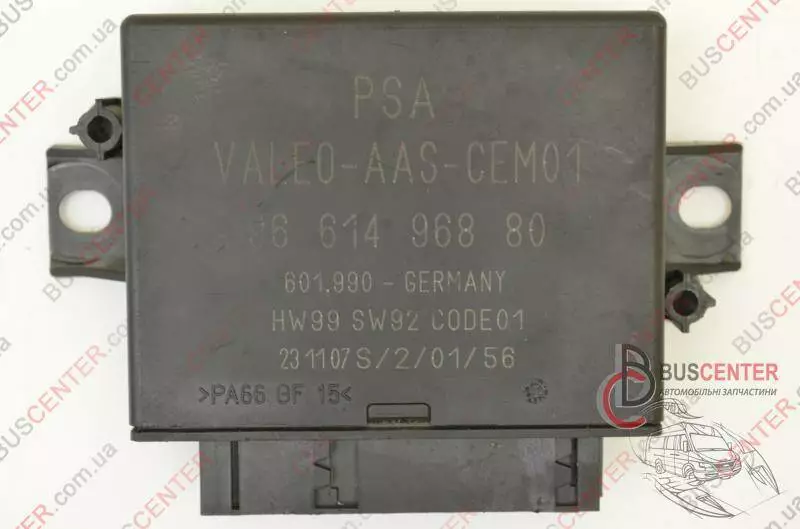 PSA
VALEO-AAS-CEM01
96 614 968 80
601.990 - GERMANY
HW99 SW92 CODE01
231107S/2/01/56
>PA66 GF 15<
BUSCENTER
АВТОМОБІЛЬНІ ЗАПЧАСТИНИ
BUSCENTER.com.ua